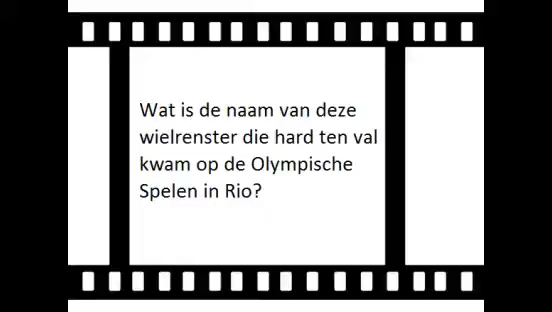 Wat is de naam van deze
wielrenster die hard ten val
kwam op de Olympische
Spelen in Rio?